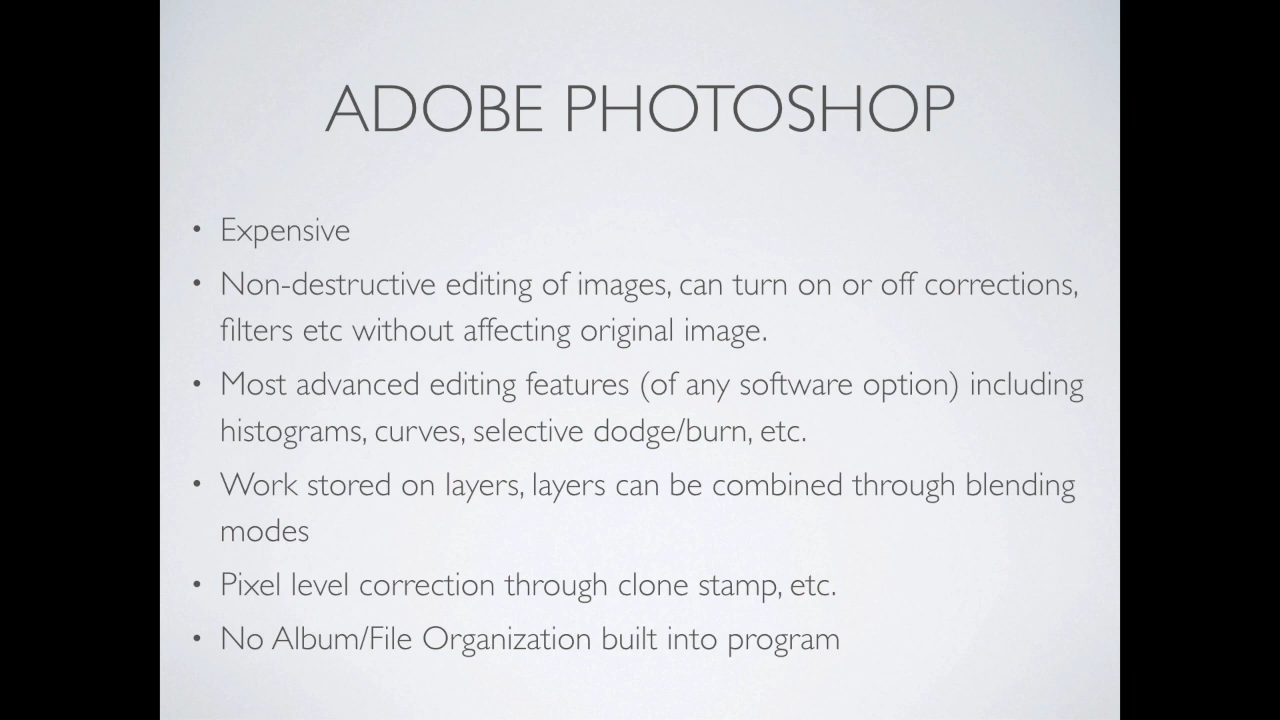 ADOBE PHOTOSHOP
• Expensive
• Non-destructive editing of images, can turn on or off corrections,
filters etc without affecting original image.
• Most advanced editing features (of any software option) including
histograms, curves, selective dodge/burn, etc.
• Work stored on layers, layers can be combined through blending
modes
• Pixel level correction through clone stamp, etc.
• No Album/File Organization built into program